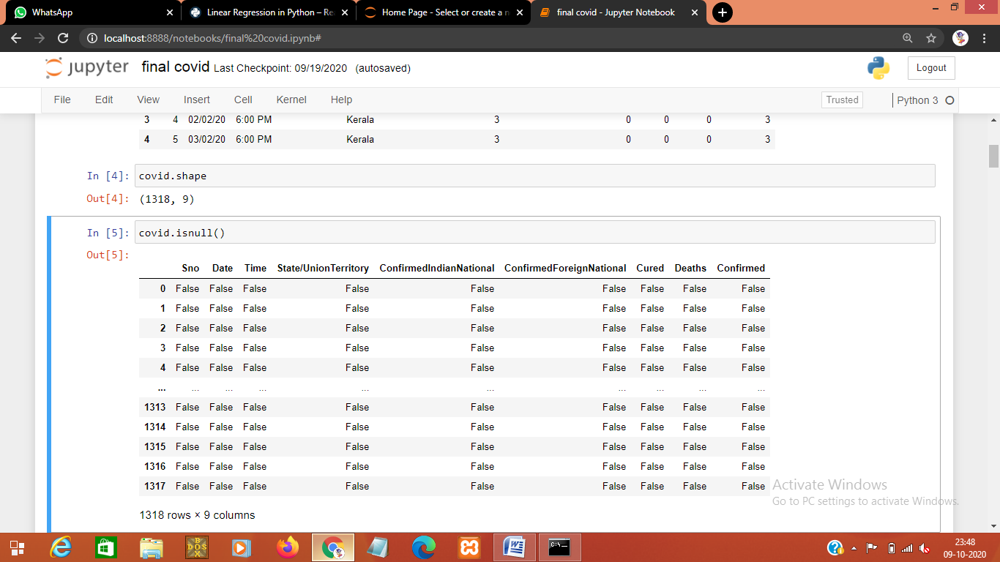 WhatsApp
Linear Regression in Python – Re
Home Page - Select or create a n
final covid - Jupyter Notebook
localhost:8888/notebooks/final%20covid.ipynb#
jupyter final covid Last Checkpoint: 09/19/2020 (autosaved)
Logout
File Edit View Insert Cell Kernel Help
Trusted
Python 3
3 4 02/02/20 6:00 PM Kerala 3 0 0 0 3
4 5 03/02/20 6:00 PM Kerala 3 0 0 0 3
In [4]: covid.shape
Out[4]: (1318, 9)
In [5]: covid.isnull()
Out[5]:
Sno Date Time State/UnionTerritory ConfirmedIndianNational ConfirmedForeignNational Cured Deaths Confirmed
0 False False False False False False False False False
1 False False False False False False False False False
2 False False False False False False False False False
3 False False False False False False False False False
4 False False False False False False False False False
... ... ... ... ... ... ... ... ... ...
1313 False False False False False False False False False
1314 False False False False False False False False False
1315 False False False False False False False False False
1316 False False False False False False False False False
1317 False False False False False False False False False
1318 rows × 9 columns
Activate Windows
Go to PC settings to activate Windows.
DOS
BOX
C:\_
23:48
09-10-2020